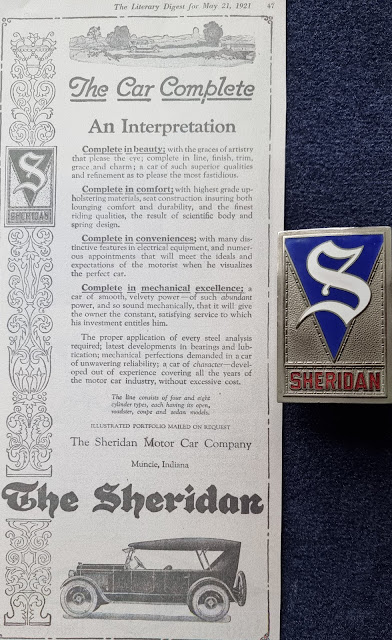 The Literary Digest for May 21, 1921 47
The Car Complete
An Interpretation
Complete in beauty; with the graces of artistry
that please the eye; complete in line, finish, trim,
grace and charm; a car of such superior qualities
and refinement as to please the most fastidious.
Complete in comfort; with highest grade up-
holstering materials, seat construction insuring both
lounging comfort and durability, and the finest
riding qualities, the result of scientific body and
spring design.
Complete in conveniences; with many dis-
tinctive features in electrical equipment, and numer-
ous appointments that will meet the ideals and
expectations of the motorist when he visualizes
the perfect car.
Complete in mechanical excellence; a
car of smooth, velvety power—of such abundant
power, and so sound mechanically, that it will give
the owner the constant, satisfying service to which
his investment entitles him.
The proper application of every steel analysis
required; latest developments in bearings and lub-
rication; mechanical perfections demanded in a car
of unwavering reliability; a car of character—devel-
oped out of experience covering all the years of
the motor car industry, without excessive cost.
The line consists of four and eight
cylinder types, each having its open,
roadster, coupe and sedan models.
ILLUSTRATED PORTFOLIO MAILED ON REQUEST
The Sheridan Motor Car Company
Muncie, Indiana
The Sheridan
S
SHERIDAN
S
SHERIDAN